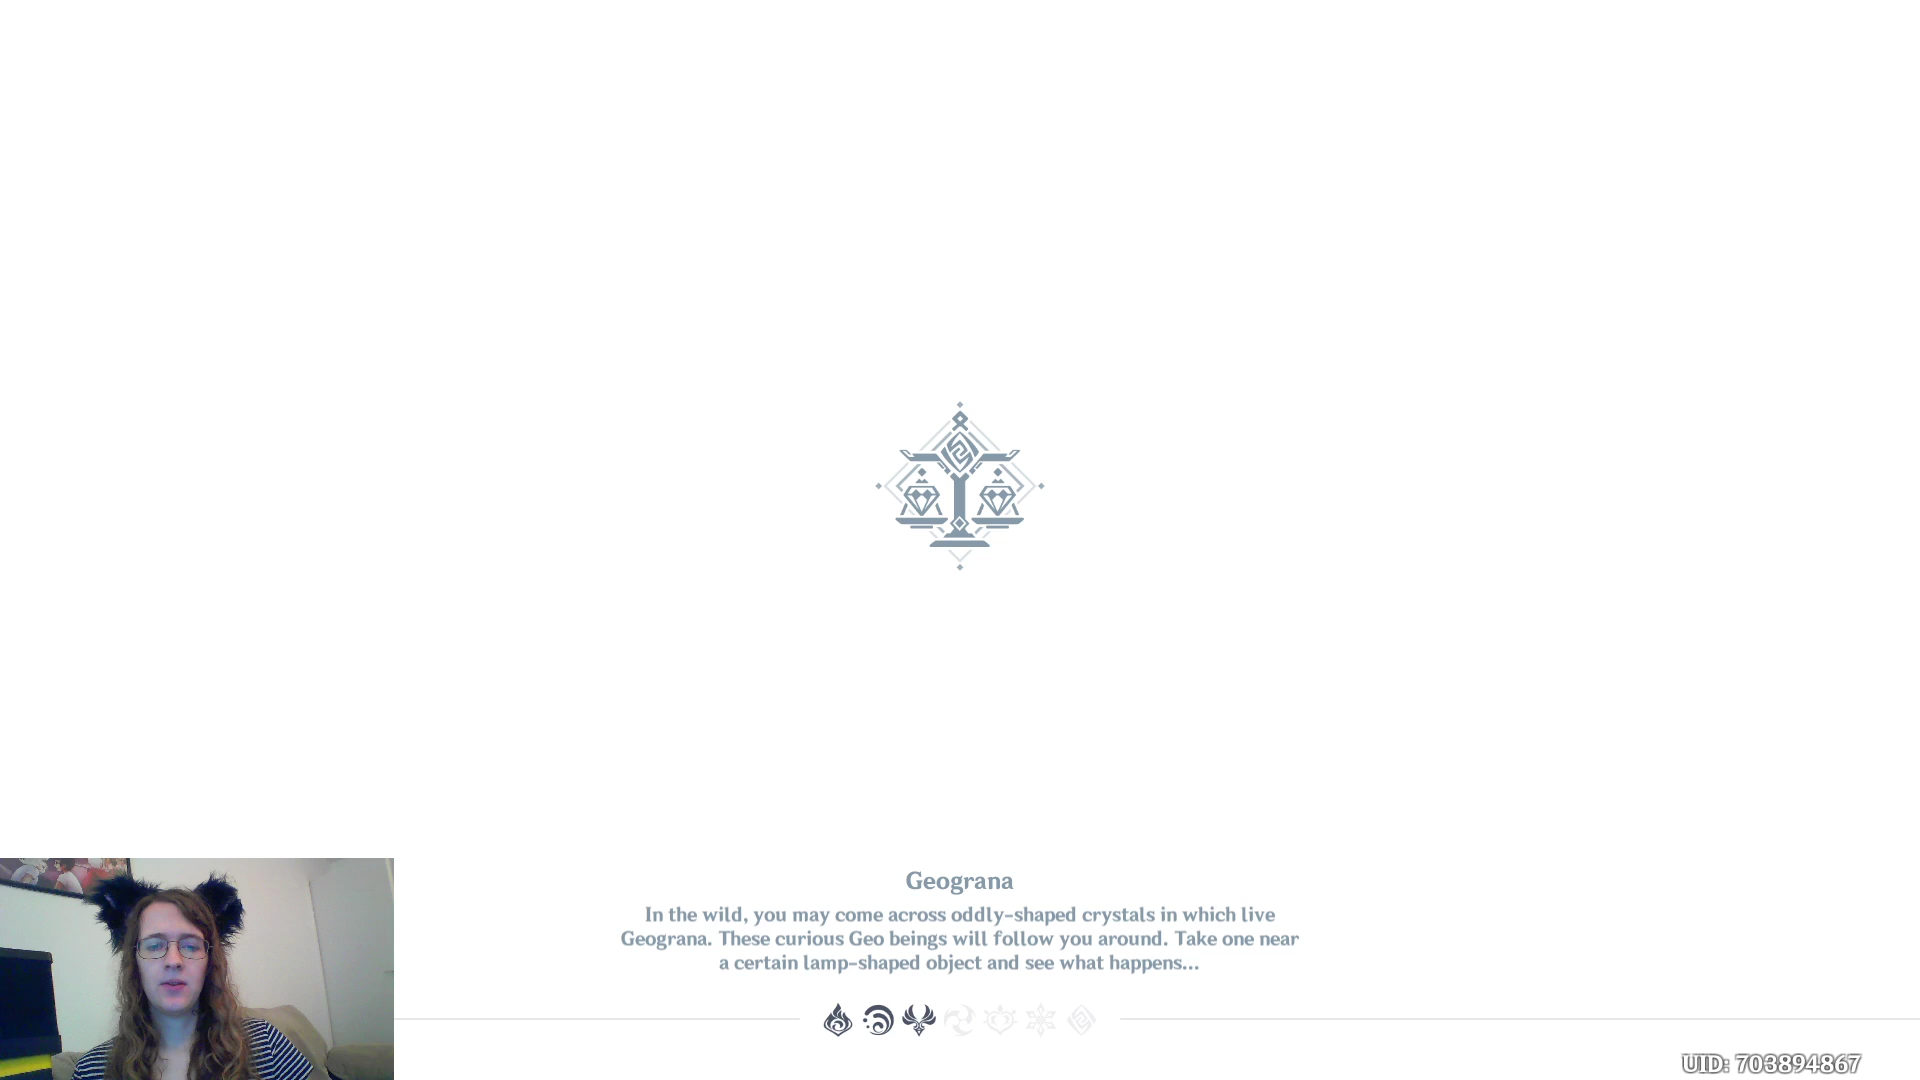 Geograna
In the wild, you may come across oddly-shaped crystals in which live
Geograna. These curious Geo beings will follow you around. Take one near
a certain lamp-shaped object and see what happens...
UID: 703894867